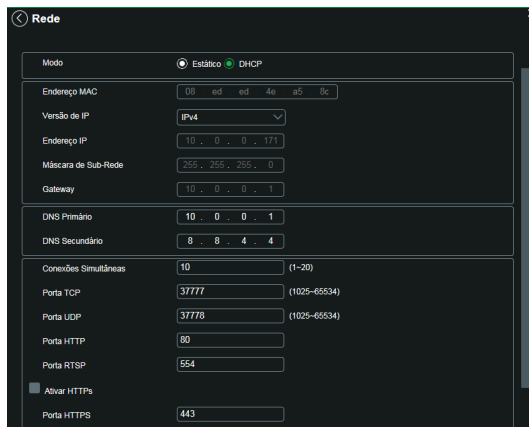 Rede
Modo Estático DHCP
Endereço MAC 08 ed ed 4e a5 8c
Versão de IP IPv4
Endereço IP 10 . 0 . 0 . 171
Máscara de Sub-Rede 255 . 255 . 255 . 0
Gateway 10 . 0 . 0 . 1
DNS Primário 10 . 0 . 0 . 1
DNS Secundário 8 . 8 . 4 . 4
Conexões Simultâneas 10 (1~20)
Porta TCP 37777 (1025~65534)
Porta UDP 37778 (1025~65534)
Porta HTTP 80
Porta RTSP 554
Ativar HTTPs
Porta HTTPS 443